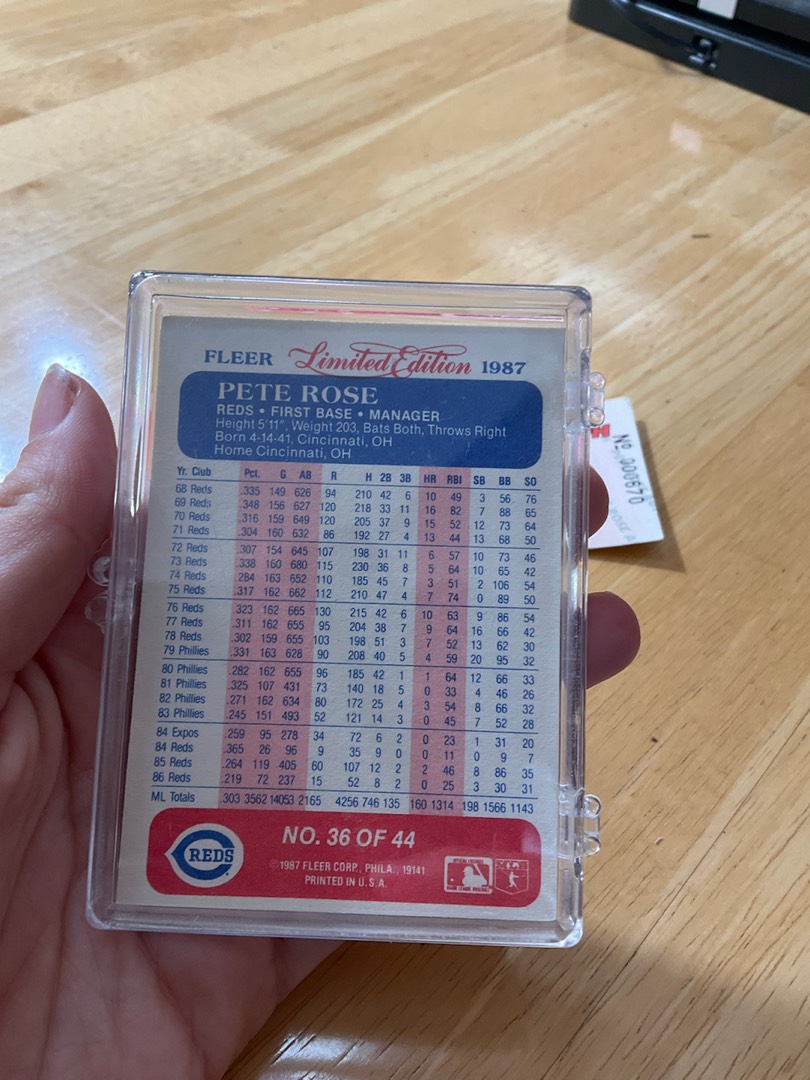 FLEER Limited Edition 1987
PETE ROSE
REDS • FIRST BASE • MANAGER
Height 5'11", Weight 203, Bats Both, Throws Right
Born 4-14-41, Cincinnati, OH
Home Cincinnati, OH
Yr. Club Pct. G AB R H 2B 3B HR RBI SB BB SO
68 Reds .335 149 626 94 210 42 6 10 49 3 56 76
69 Reds .348 156 627 120 218 33 11 16 82 7 88 65
70 Reds .316 159 649 120 205 37 9 15 52 12 73 64
71 Reds .304 160 632 86 192 27 4 13 44 13 68 50
72 Reds .307 154 645 107 198 31 11 6 57 10 73 46
73 Reds .338 160 680 115 230 36 8 5 64 10 65 42
74 Reds .284 163 652 110 185 45 7 3 51 2 106 54
75 Reds .317 162 662 112 210 47 4 7 74 0 89 50
76 Reds .323 162 665 130 215 42 6 10 63 9 86 54
77 Reds .311 162 655 95 204 38 7 9 64 16 66 42
78 Reds .302 159 655 103 198 51 3 7 52 13 62 30
79 Phillies .331 163 628 90 208 40 5 4 59 20 95 32
80 Phillies .282 162 655 96 185 42 1 1 64 12 66 33
81 Phillies .325 107 431 73 140 18 5 0 33 4 46 26
82 Phillies .271 162 634 80 172 25 4 3 54 8 66 32
83 Phillies .245 151 493 52 121 14 3 0 45 7 52 28
84 Expos .259 95 278 34 72 6 2 0 23 1 31 20
84 Reds .365 26 96 9 35 9 0 0 11 0 9 7
85 Reds .264 119 405 60 107 12 2 2 46 8 86 35
86 Reds .219 72 237 15 52 8 2 0 25 3 30 31
ML Totals .303 3562 14053 2165 4256 746 135 160 1314 198 1566 1143
REDS
NO. 36 OF 44
©1987 FLEER CORP., PHILA., 19141
PRINTED IN U.S.A.
No 000670